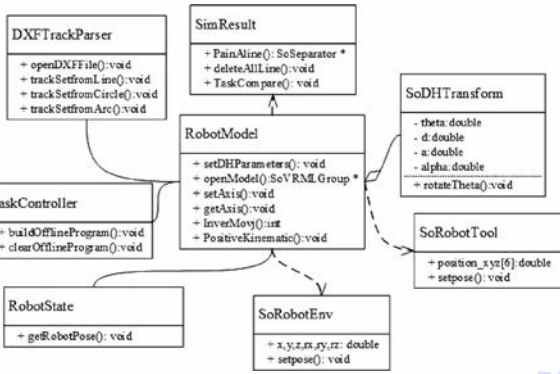 DXFTrackParser
+ openDXFFile():void
+ trackSetfromLine():void
+ trackSetfromCircle():void
+ trackSetfromArc():void
SimResult
+ PainAline(): SoSeparator *
+ deleteAllLine(): void
+ TaskCompare(): void
SoDHTransform
- theta: double
- d: double
- a: double
- alpha: double
+ rotateTheta():void
RobotModel
+ setDHParameters(): void
+ openModel():SoVRMLGroup *
+ setAxis():void
+ getAxis():void
+ InverMovj():int
+ PositiveKinematic():void
askController
+ buildOfflineProgram():void
+ clearOfflineProgram():void
SoRobotTool
+ position_xyz[6]: double
+ setpose(): void
RobotState
+ getRobotPose(): void
SoRobotEnv
+ x,y,z,rx,ry,rz: double
+ setpose(): void